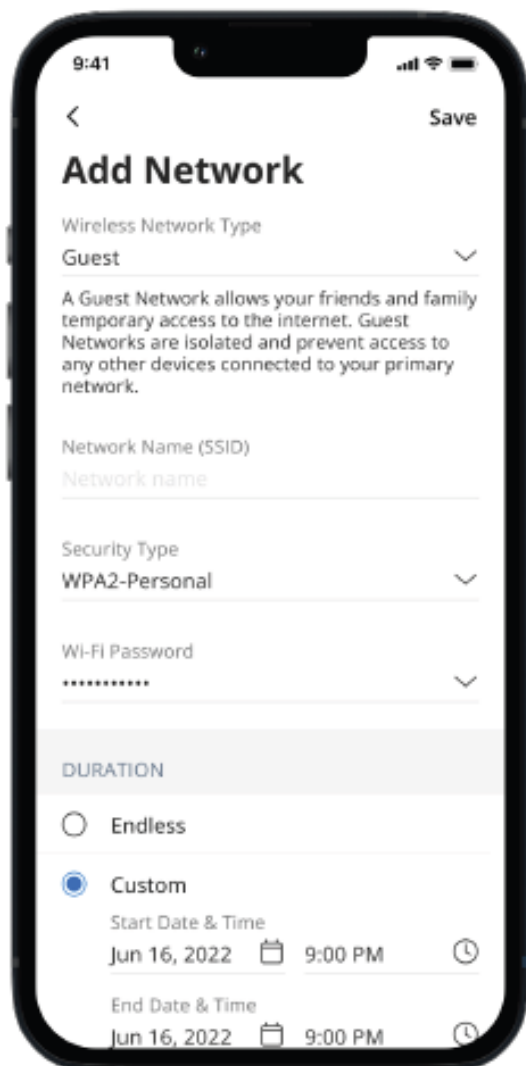 9:41
Save
Add Network
Wireless Network Type
Guest
A Guest Network allows your friends and family
temporary access to the internet. Guest
Networks are isolated and prevent access to
any other devices connected to your primary
network.
Network Name (SSID)
Network name
Security Type
WPA2-Personal
Wi-Fi Password
•••••••••••
DURATION
Endless
Custom
Start Date & Time
Jun 16, 2022 9:00 PM
End Date & Time
Jun 16, 2022 9:00 PM